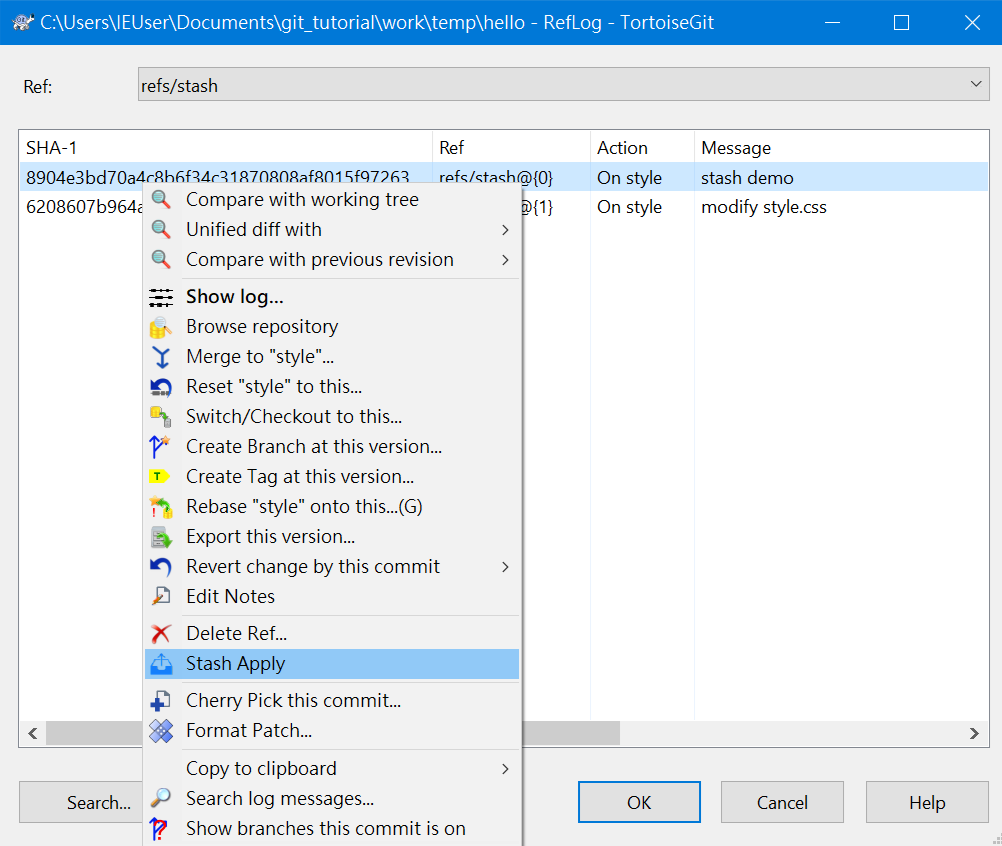 C:\Users\IEUser\Documents\git_tutorial\work\temp\hello - RefLog - TortoiseGit
Ref:
refs/stash
SHA-1 Ref Action Message
8904e3bd70a4c8b6f34c31870808af8015f97263 refs/stash@{0} On style stash demo
6208607b964a @{1} On style modify style.css
Compare with working tree
Unified diff with
Compare with previous revision
Show log...
Browse repository
Merge to "style"...
Reset "style" to this...
Switch/Checkout to this...
Create Branch at this version...
T Create Tag at this version...
Rebase "style" onto this...(G)
Export this version...
Revert change by this commit
Edit Notes
Delete Ref...
Stash Apply
Cherry Pick this commit...
Format Patch...
Copy to clipboard
Search log messages...
Show branches this commit is on
Search... OK Cancel Help